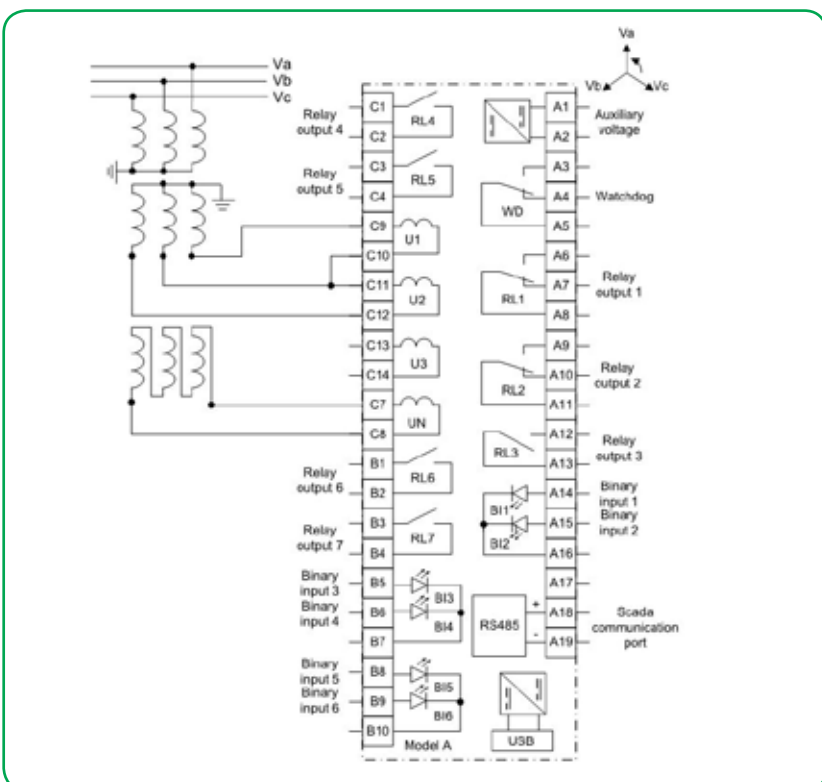 Va
Vb
Vc
Va
Vb
Vc
Relay
output 4
Relay
output 5
Relay
output 6
Relay
output 7
Binary
input 3
Binary
input 4
Binary
input 5
Binary
input 6
C1
C2
C3
C4
C9
C10
C11
C12
C13
C14
C7
C8
B1
B2
B3
B4
B5
B6
B7
B8
B9
B10
RL4
RL5
U1
U2
U3
UN
RL6
RL7
BI3
BI4
BI5
BI6
Model A
WD
RL1
RL2
RL3
BI1
BI2
RS485
+
-
USB
A1
A2
A3
A4
A5
A6
A7
A8
A9
A10
A11
A12
A13
A14
A15
A16
A17
A18
A19
Auxiliary
voltage
Watchdog
Relay
output 1
Relay
output 2
Relay
output 3
Binary
input 1
Binary
input 2
Scada
communication
port